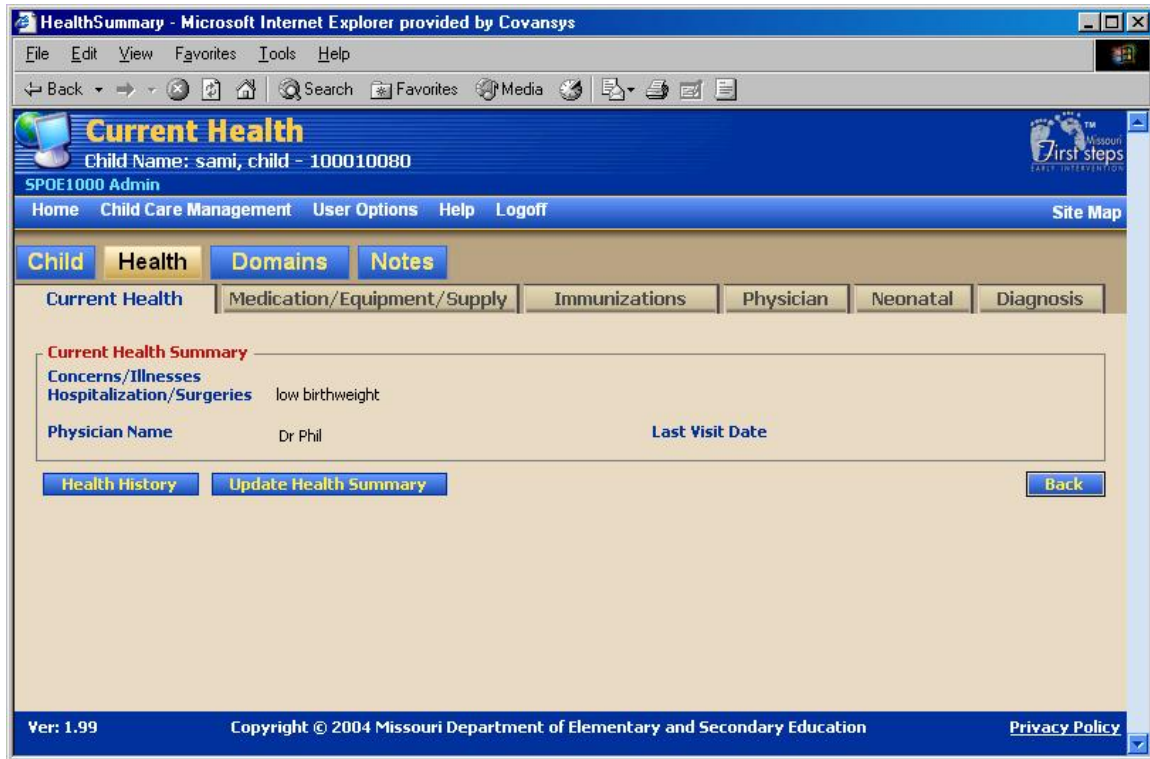 HealthSummary - Microsoft Internet Explorer provided by Covansys
File Edit View Favorites Tools Help
Back Search Favorites Media
Current Health
Child Name: sami, child - 100010080
SPOE1000 Admin
TM
Missouri
First steps
EARLY INTERVENTION
Home Child Care Management User Options Help Logoff Site Map
Child Health Domains Notes
Current Health Medication/Equipment/Supply Immunizations Physician Neonatal Diagnosis
Current Health Summary
Concerns/Illnesses
Hospitalization/Surgeries low birthweight
Physician Name Dr Phil Last Visit Date
Health History Update Health Summary Back
Ver: 1.99 Copyright © 2004 Missouri Department of Elementary and Secondary Education Privacy Policy